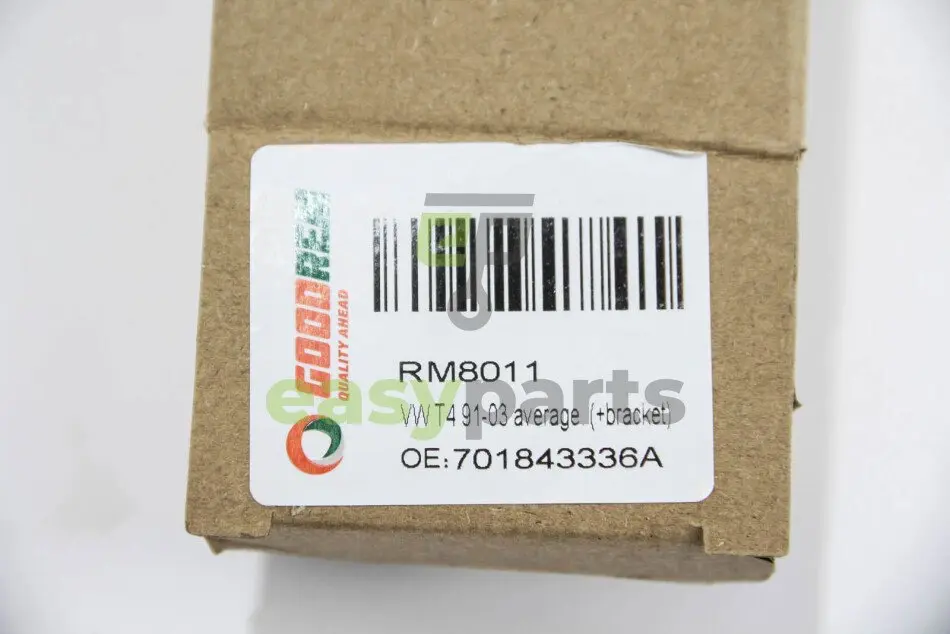 GOODREM
QUALITY AHEAD
RM8011
VW T4 91-03 average (+bracket)
OE:701843336A
easyparts